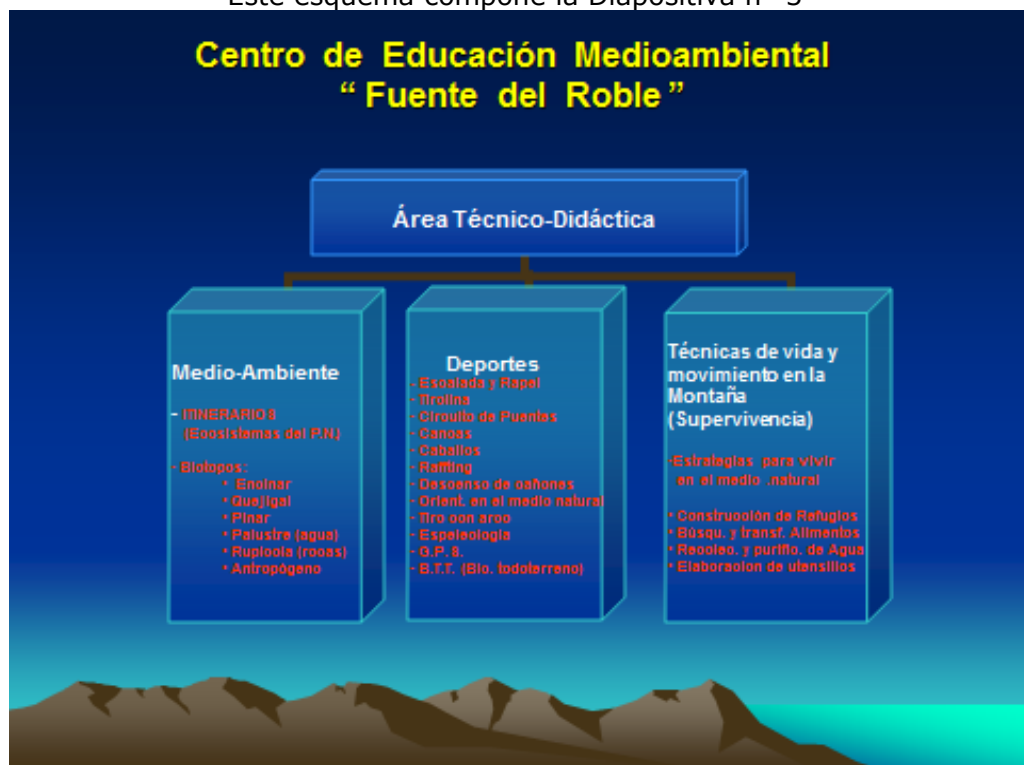 Este esquema compone la Diapositiva nº 3
Centro de Educación Medioambiental
“ Fuente del Roble ”
Área Técnico-Didáctica
Medio-Ambiente
- ITINERARIOS
(Ecosistemas del P.N.)
- Biotopos:
• Encinar
• Quejigal
• Pinar
• Palustre (agua)
• Rupícola (rocas)
• Antropógeno
Deportes
- Escalada y Rapel
- Tirolina
- Circuito de Puentes
- Canoas
- Caballos
- Raffting
- Descenso de cañones
- Orient. en el medio natural
- Tiro con arco
- Espeleología
- G.P.S.
- B.T.T. (Bic. todoterreno)
Técnicas de vida y
movimiento en la
Montaña
(Supervivencia)
-Estrategias para vivir
en el medio .natural
• Construcción de Refugios
• Búsqu. y transf. Alimentos
• Recolec. y purific. de Agua
• Elaboracion de utensilios